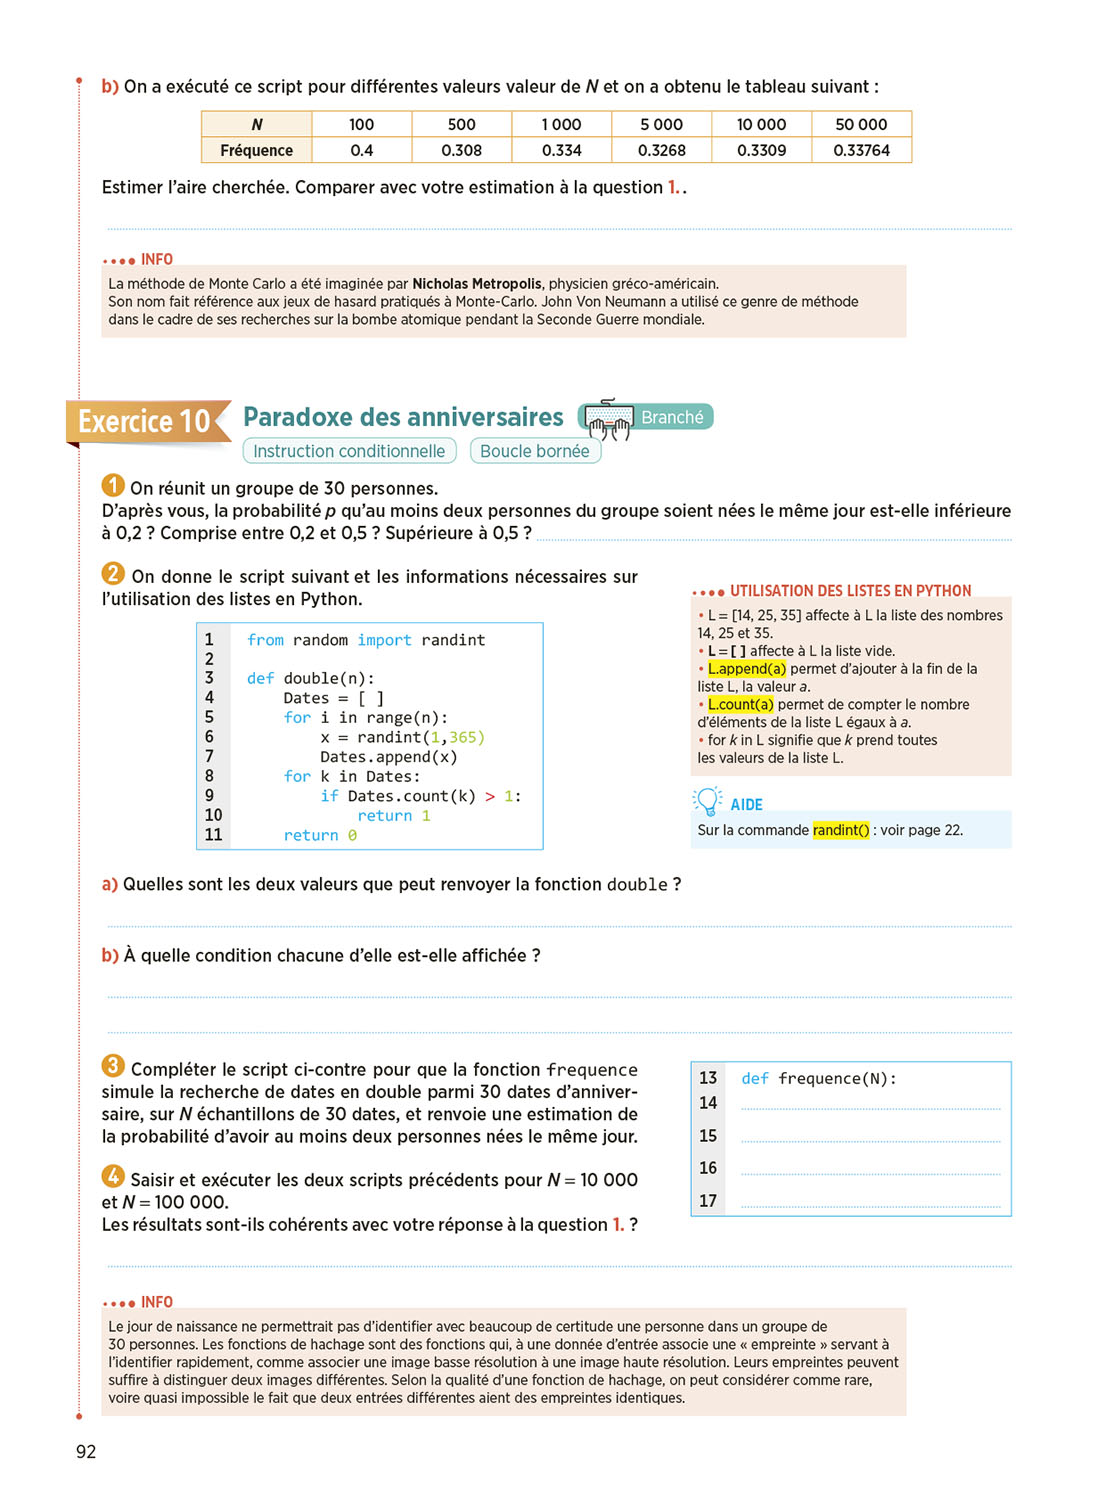 b) On a exécuté ce script pour différentes valeurs valeur de N et on a obtenu le tableau suivant :
N 100 500 1 000 5 000 10 000 50 000
Fréquence 0.4 0.308 0.334 0.3268 0.3309 0.33764
Estimer l'aire cherchée. Comparer avec votre estimation à la question 1. .
INFO
La méthode de Monte Carlo a été imaginée par Nicholas Metropolis, physicien gréco-américain.
Son nom fait référence aux jeux de hasard pratiqués à Monte-Carlo. John Von Neumann a utilisé ce genre de méthode
dans le cadre de ses recherches sur la bombe atomique pendant la Seconde Guerre mondiale.
Exercice 10 Paradoxe des anniversaires Branché
Instruction conditionnelle Boucle bornée
1 On réunit un groupe de 30 personnes.
D'après vous, la probabilité p qu'au moins deux personnes du groupe soient nées le même jour est-elle inférieure
à 0,2 ? Comprise entre 0,2 et 0,5 ? Supérieure à 0,5 ?
2 On donne le script suivant et les informations nécessaires sur
l'utilisation des listes en Python.
1 from random import randint
2
3 def double(n):
4 Dates = [ ]
5 for i in range(n):
6 x = randint(1,365)
7 Dates.append(x)
8 for k in Dates:
9 if Dates.count(k) > 1:
10 return 1
11 return 0
UTILISATION DES LISTES EN PYTHON
• L = [14, 25, 35] affecte à L la liste des nombres
14, 25 et 35.
• L = [ ] affecte à L la liste vide.
• L.append(a) permet d'ajouter à la fin de la
liste L, la valeur a.
• L.count(a) permet de compter le nombre
d'éléments de la liste L égaux à a.
• for k in L signifie que k prend toutes
les valeurs de la liste L.
AIDE
Sur la commande randint() : voir page 22.
a) Quelles sont les deux valeurs que peut renvoyer la fonction double ?
b) À quelle condition chacune d'elle est-elle affichée ?
3 Compléter le script ci-contre pour que la fonction frequence
simule la recherche de dates en double parmi 30 dates d'anniver-
saire, sur N échantillons de 30 dates, et renvoie une estimation de
la probabilité d'avoir au moins deux personnes nées le même jour.
13 def frequence(N):
14
15
16
17
4 Saisir et exécuter les deux scripts précédents pour N = 10 000
et N = 100 000.
Les résultats sont-ils cohérents avec votre réponse à la question 1. ?
INFO
Le jour de naissance ne permettrait pas d'identifier avec beaucoup de certitude une personne dans un groupe de
30 personnes. Les fonctions de hachage sont des fonctions qui, à une donnée d'entrée associe une « empreinte » servant à
l'identifier rapidement, comme associer une image basse résolution à une image haute résolution. Leurs empreintes peuvent
suffire à distinguer deux images différentes. Selon la qualité d'une fonction de hachage, on peut considérer comme rare,
voire quasi impossible le fait que deux entrées différentes aient des empreintes identiques.
92